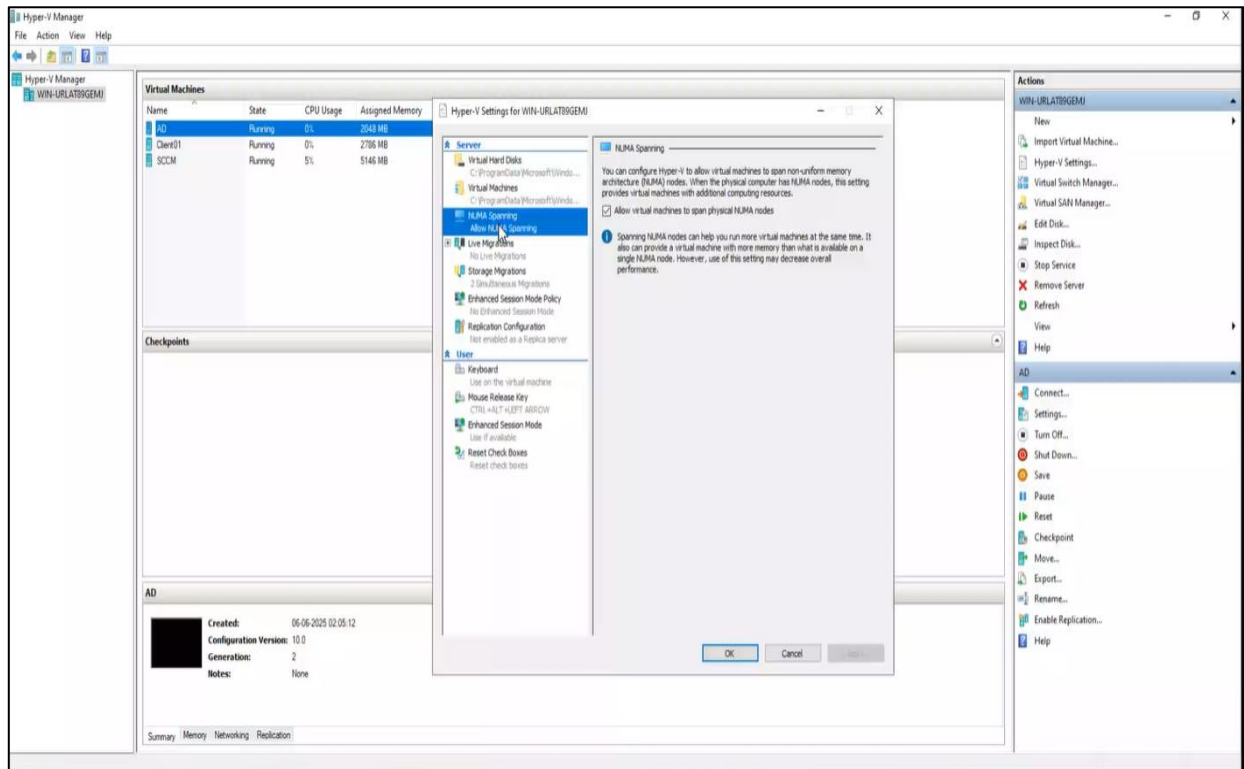 Hyper-V Manager
File Action View Help
Hyper-V Manager
WIN-URLAT89GEMJ
Virtual Machines
Name State CPU Usage Assigned Memory
AD Running 0% 2048 MB
Client01 Running 0% 2786 MB
SCCM Running 5% 5146 MB
Checkpoints
AD
Created: 06-06-2025 02:05:12
Configuration Version: 10.0
Generation: 2
Notes: None
Summary Memory Networking Replication
Hyper-V Settings for WIN-URLAT89GEMJ
Server
Virtual Hard Disks
C:\ProgramData\Microsoft\Windo...
Virtual Machines
C:\ProgramData\Microsoft\Windo...
NUMA Spanning
Allow NUMA Spanning
Live Migrations
No Live Migrations
Storage Migrations
2 Simultaneous Migrations
Enhanced Session Mode Policy
No Enhanced Session Mode
Replication Configuration
Not enabled as a Replica server
User
Keyboard
Use on the virtual machine
Mouse Release Key
CTRL+ALT+LEFT ARROW
Enhanced Session Mode
Use if available
Reset Check Boxes
Reset check boxes
NUMA Spanning
You can configure Hyper-V to allow virtual machines to span non-uniform memory
architecture (NUMA) nodes. When the physical computer has NUMA nodes, this setting
provides virtual machines with additional computing resources.
Allow virtual machines to span physical NUMA nodes
Spanning NUMA nodes can help you run more virtual machines at the same time. It
also can provide a virtual machine with more memory than what is available on a
single NUMA node. However, use of this setting may decrease overall
performance.
OK Cancel
Actions
WIN-URLAT89GEMJ
New
Import Virtual Machine...
Hyper-V Settings...
Virtual Switch Manager...
Virtual SAN Manager...
Edit Disk...
Inspect Disk...
Stop Service
Remove Server
Refresh
View
Help
AD
Connect...
Settings...
Turn Off...
Shut Down...
Save
Pause
Reset
Checkpoint
Move...
Export...
Rename...
Enable Replication...
Help